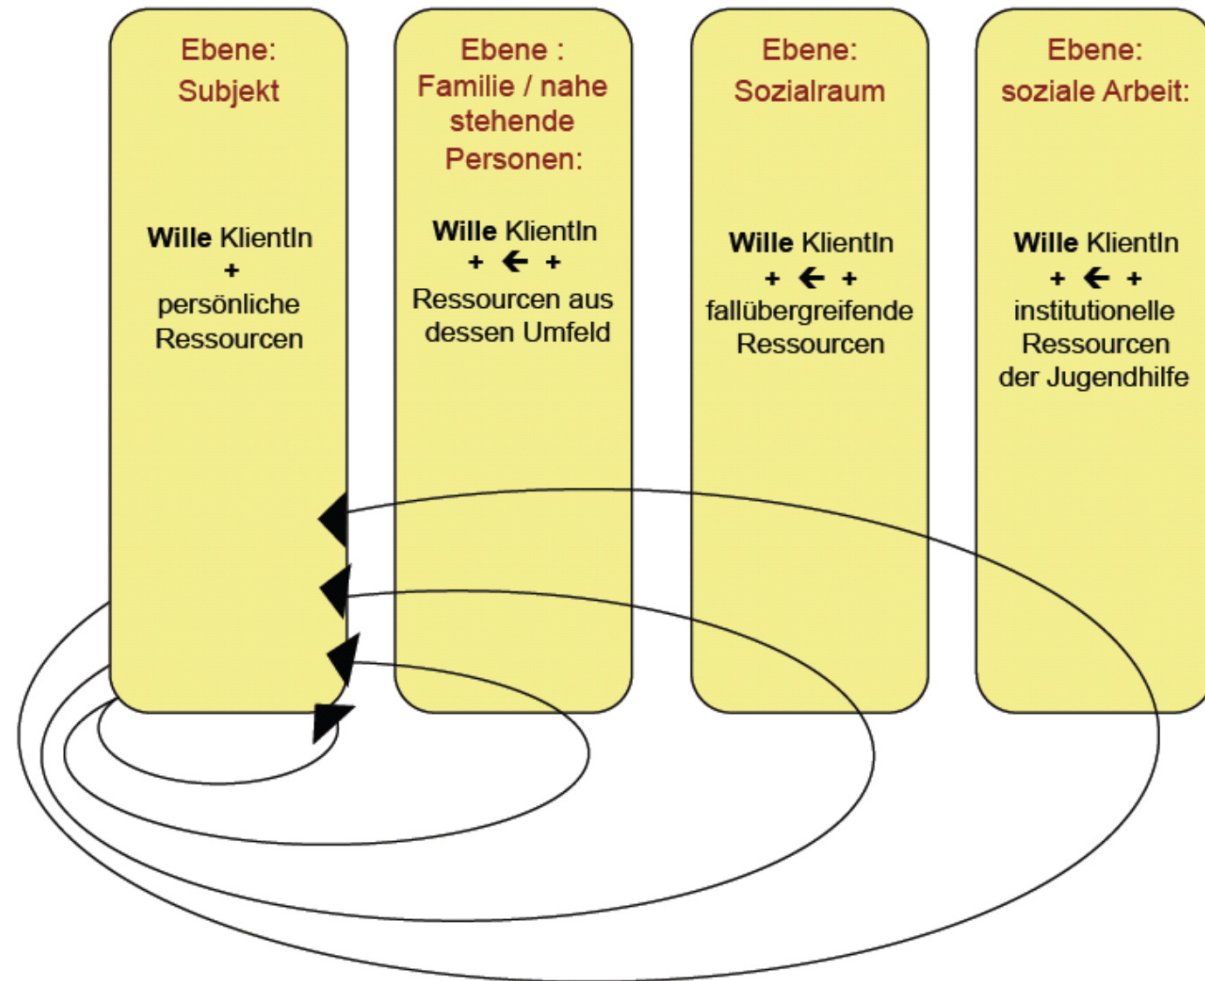 Ebene:
Subjekt
Wille KlientIn
+
persönliche
Ressourcen
Ebene :
Familie / nahe
stehende
Personen:
Wille KlientIn
+ ← +
Ressourcen aus
dessen Umfeld
Ebene:
Sozialraum
Wille KlientIn
+ ← +
fallübergreifende
Ressourcen
Ebene:
soziale Arbeit:
Wille KlientIn
+ ← +
institutionelle
Ressourcen
der Jugendhilfe